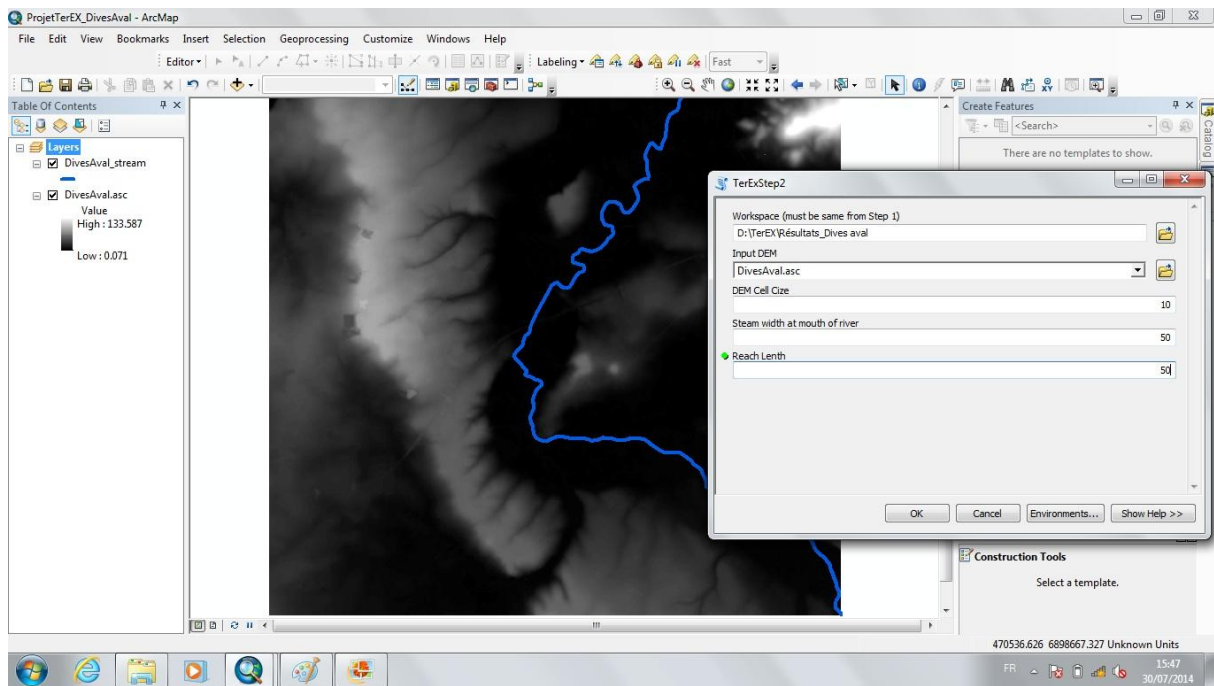 ProjetTerEX_DivesAval - ArcMap
File Edit View Bookmarks Insert Selection Geoprocessing Customize Windows Help
Editor
Labeling
Fast
Table Of Contents
Layers
DivesAval_stream
DivesAval.asc
Value
High : 133.587
Low : 0.071
Create Features
<Search>
There are no templates to show.
Catalog
TerExStep2
Workspace (must be same from Step 1)
D:\TerEX\Résultats_Dives aval
Input DEM
DivesAval.asc
DEM Cell Cize
10
Steam width at mouth of river
50
Reach Lenth
50
OK Cancel Environments... Show Help >>
Construction Tools
Select a template.
470536.626 6898667.327 Unknown Units
FR
15:47
30/07/2014